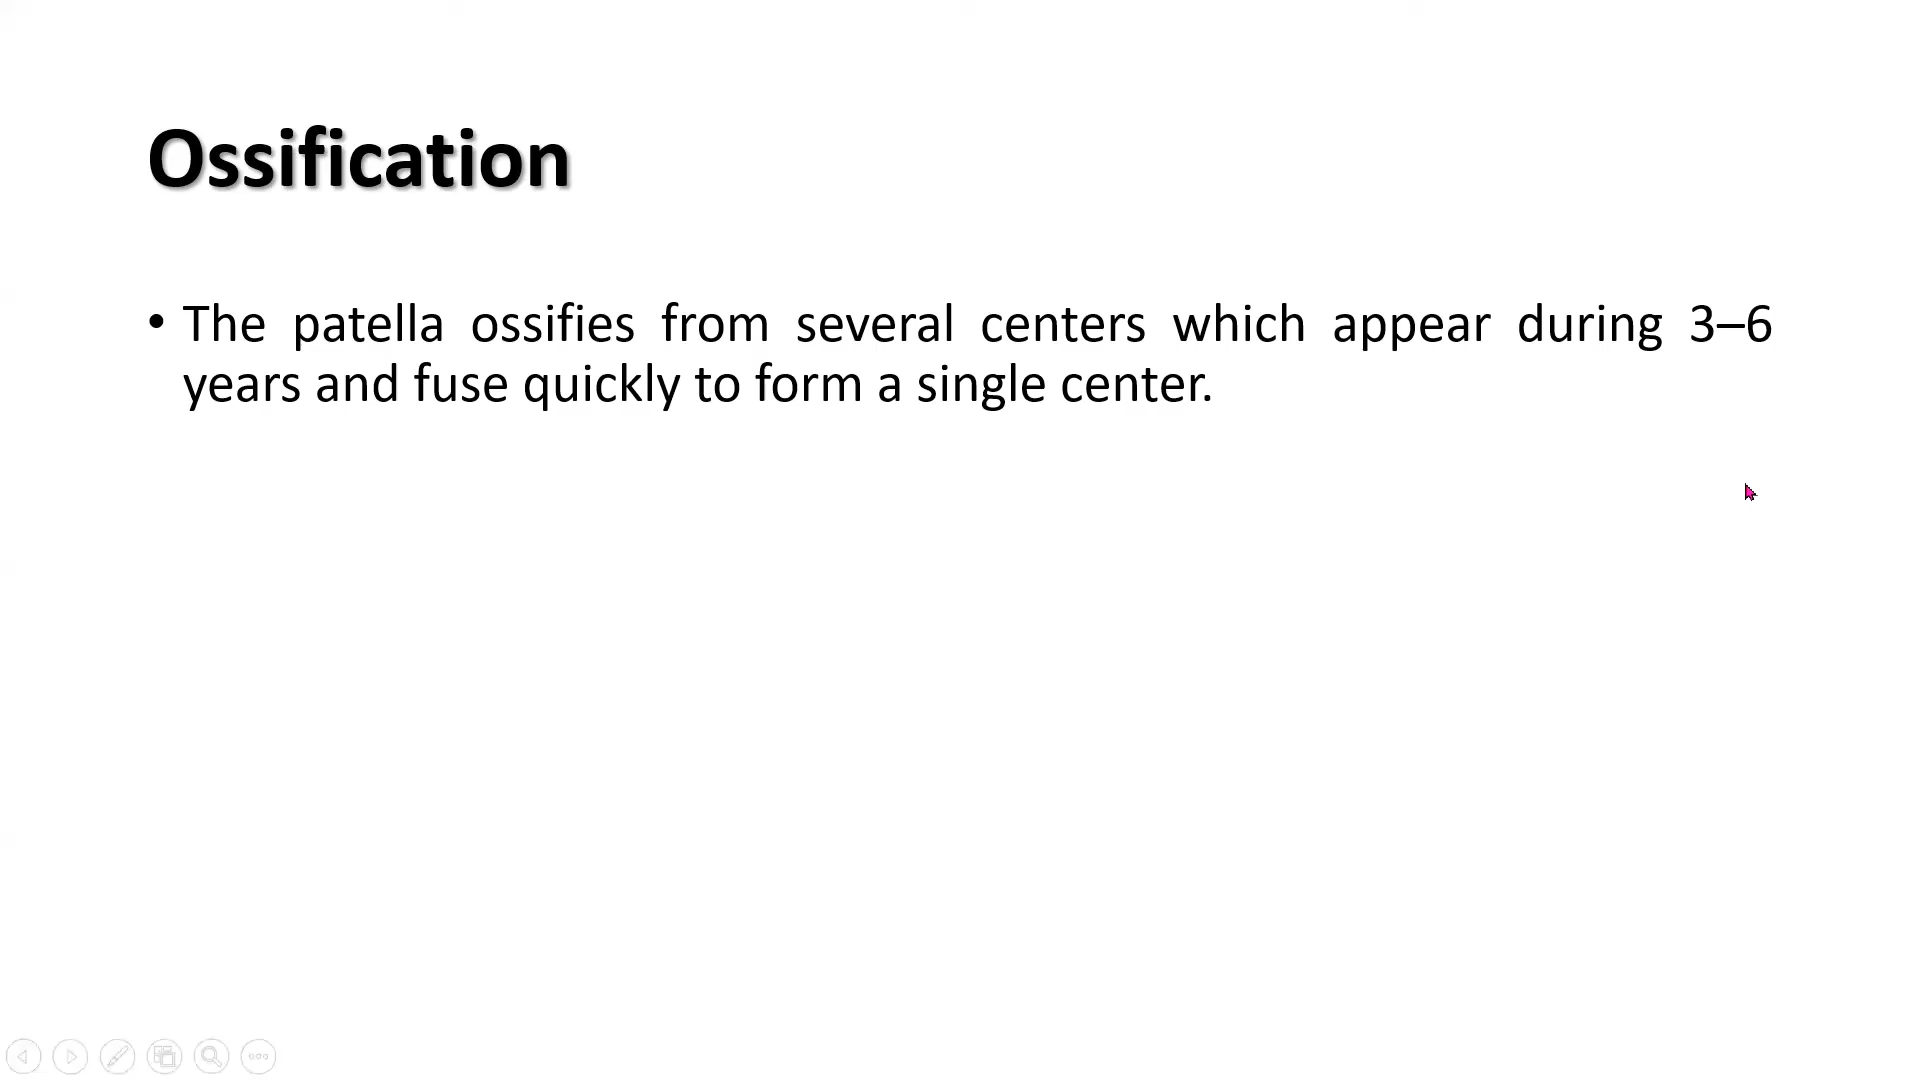 Ossification
• The patella ossifies from several centers which appear during 3–6
years and fuse quickly to form a single center.